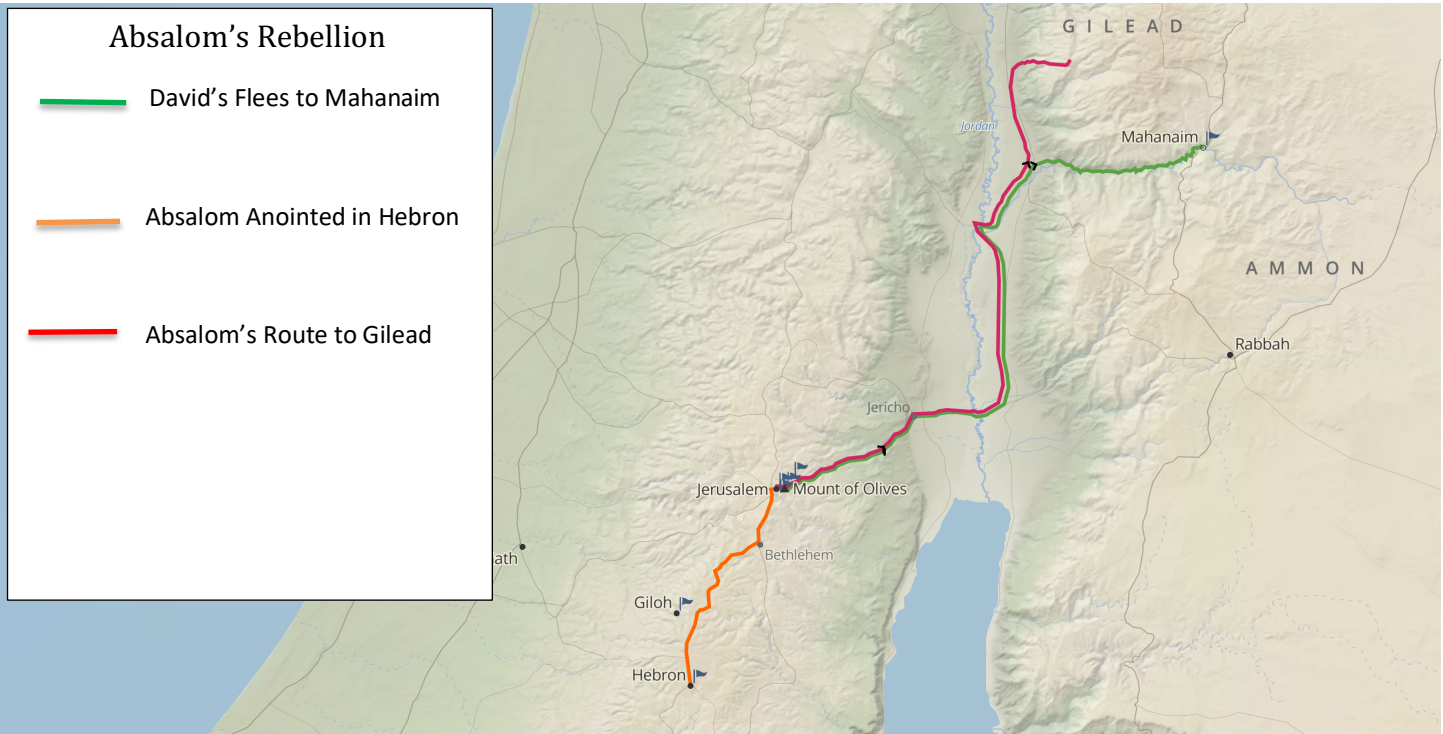 Absalom’s Rebellion
David’s Flees to Mahanaim
Absalom Anointed in Hebron
Absalom’s Route to Gilead
GILEAD
Jordan
Mahanaim
AMMON
Rabbah
Jericho
Jerusalem
Mount of Olives
ath
Bethlehem
Giloh
Hebron